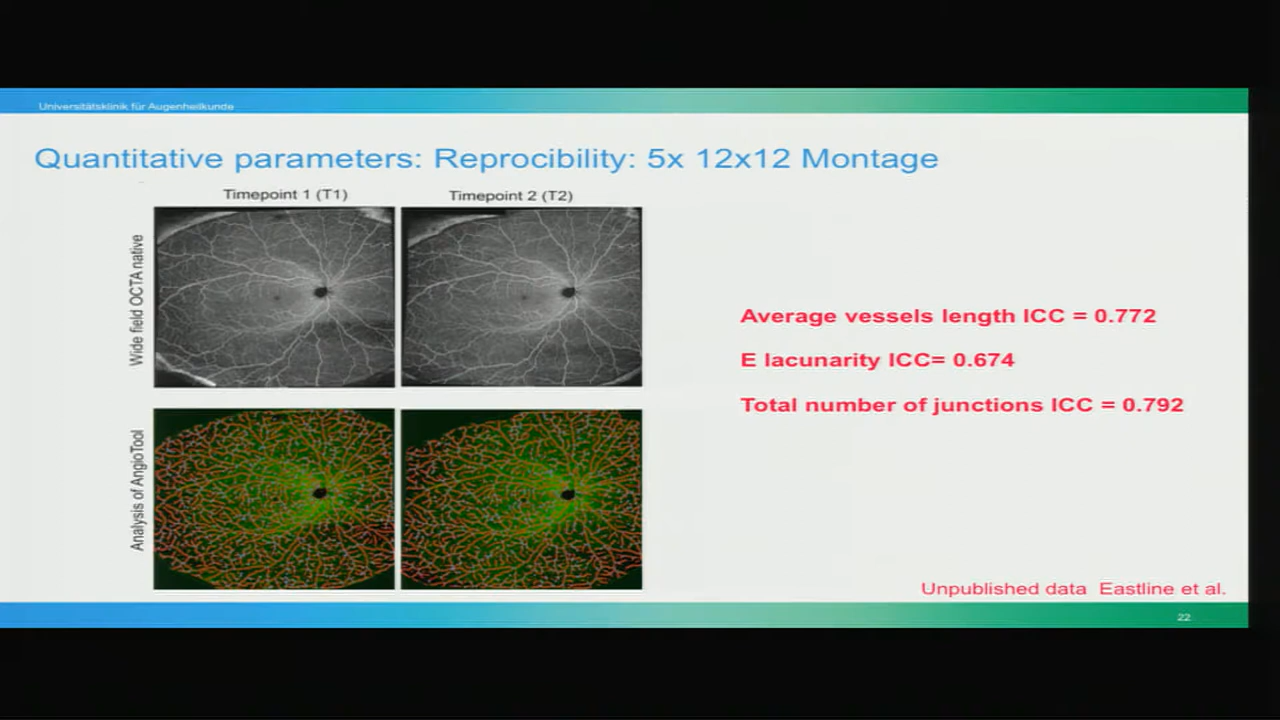 Universitätsklinik für Augenheilkunde
Quantitative parameters: Reprocibility: 5x 12x12 Montage
Timepoint 1 (T1)
Timepoint 2 (T2)
Wide field OCTA native
Analysis of AngioTool
Average vessels length ICC = 0.772
E lacunarity ICC= 0.674
Total number of junctions ICC = 0.792
Unpublished data Eastline et al.
22